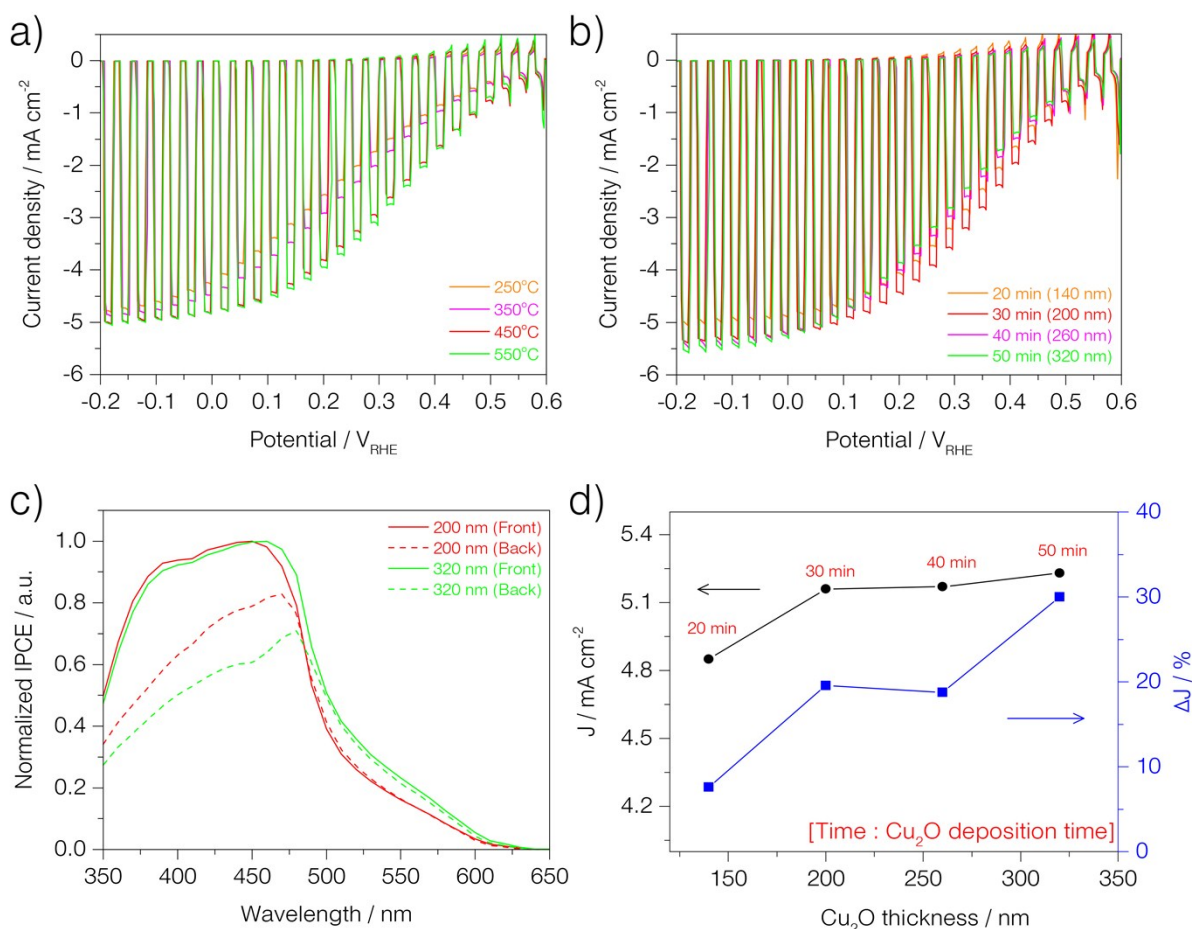 a)
0
-1
-2
-3
-4
-5
-6
Current density / mA cm-2
250°C
350°C
450°C
550°C
-0.2 -0.1 0.0 0.1 0.2 0.3 0.4 0.5 0.6
Potential / VRHE
b)
0
-1
-2
-3
-4
-5
-6
Current density / mA cm-2
20 min (140 nm)
30 min (200 nm)
40 min (260 nm)
50 min (320 nm)
-0.2 -0.1 0.0 0.1 0.2 0.3 0.4 0.5 0.6
Potential / VRHE
c)
1.0
0.8
0.6
0.4
0.2
0.0
Normalized IPCE / a.u.
200 nm (Front)
200 nm (Back)
320 nm (Front)
320 nm (Back)
350 400 450 500 550 600 650
Wavelength / nm
d)
5.4
5.1
4.8
4.5
4.2
J / mA cm-2
20 min
30 min
40 min
50 min
40
30
20
10
0
ΔJ / %
[Time : Cu2O deposition time]
150 200 250 300 350
Cu2O thickness / nm